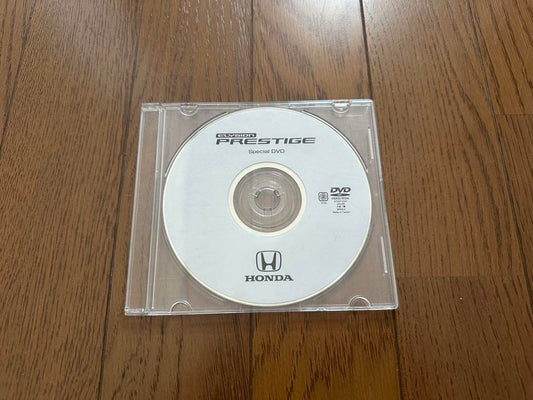 ELYSION
PRESTIGE
Special DVD
DVD
HONDA